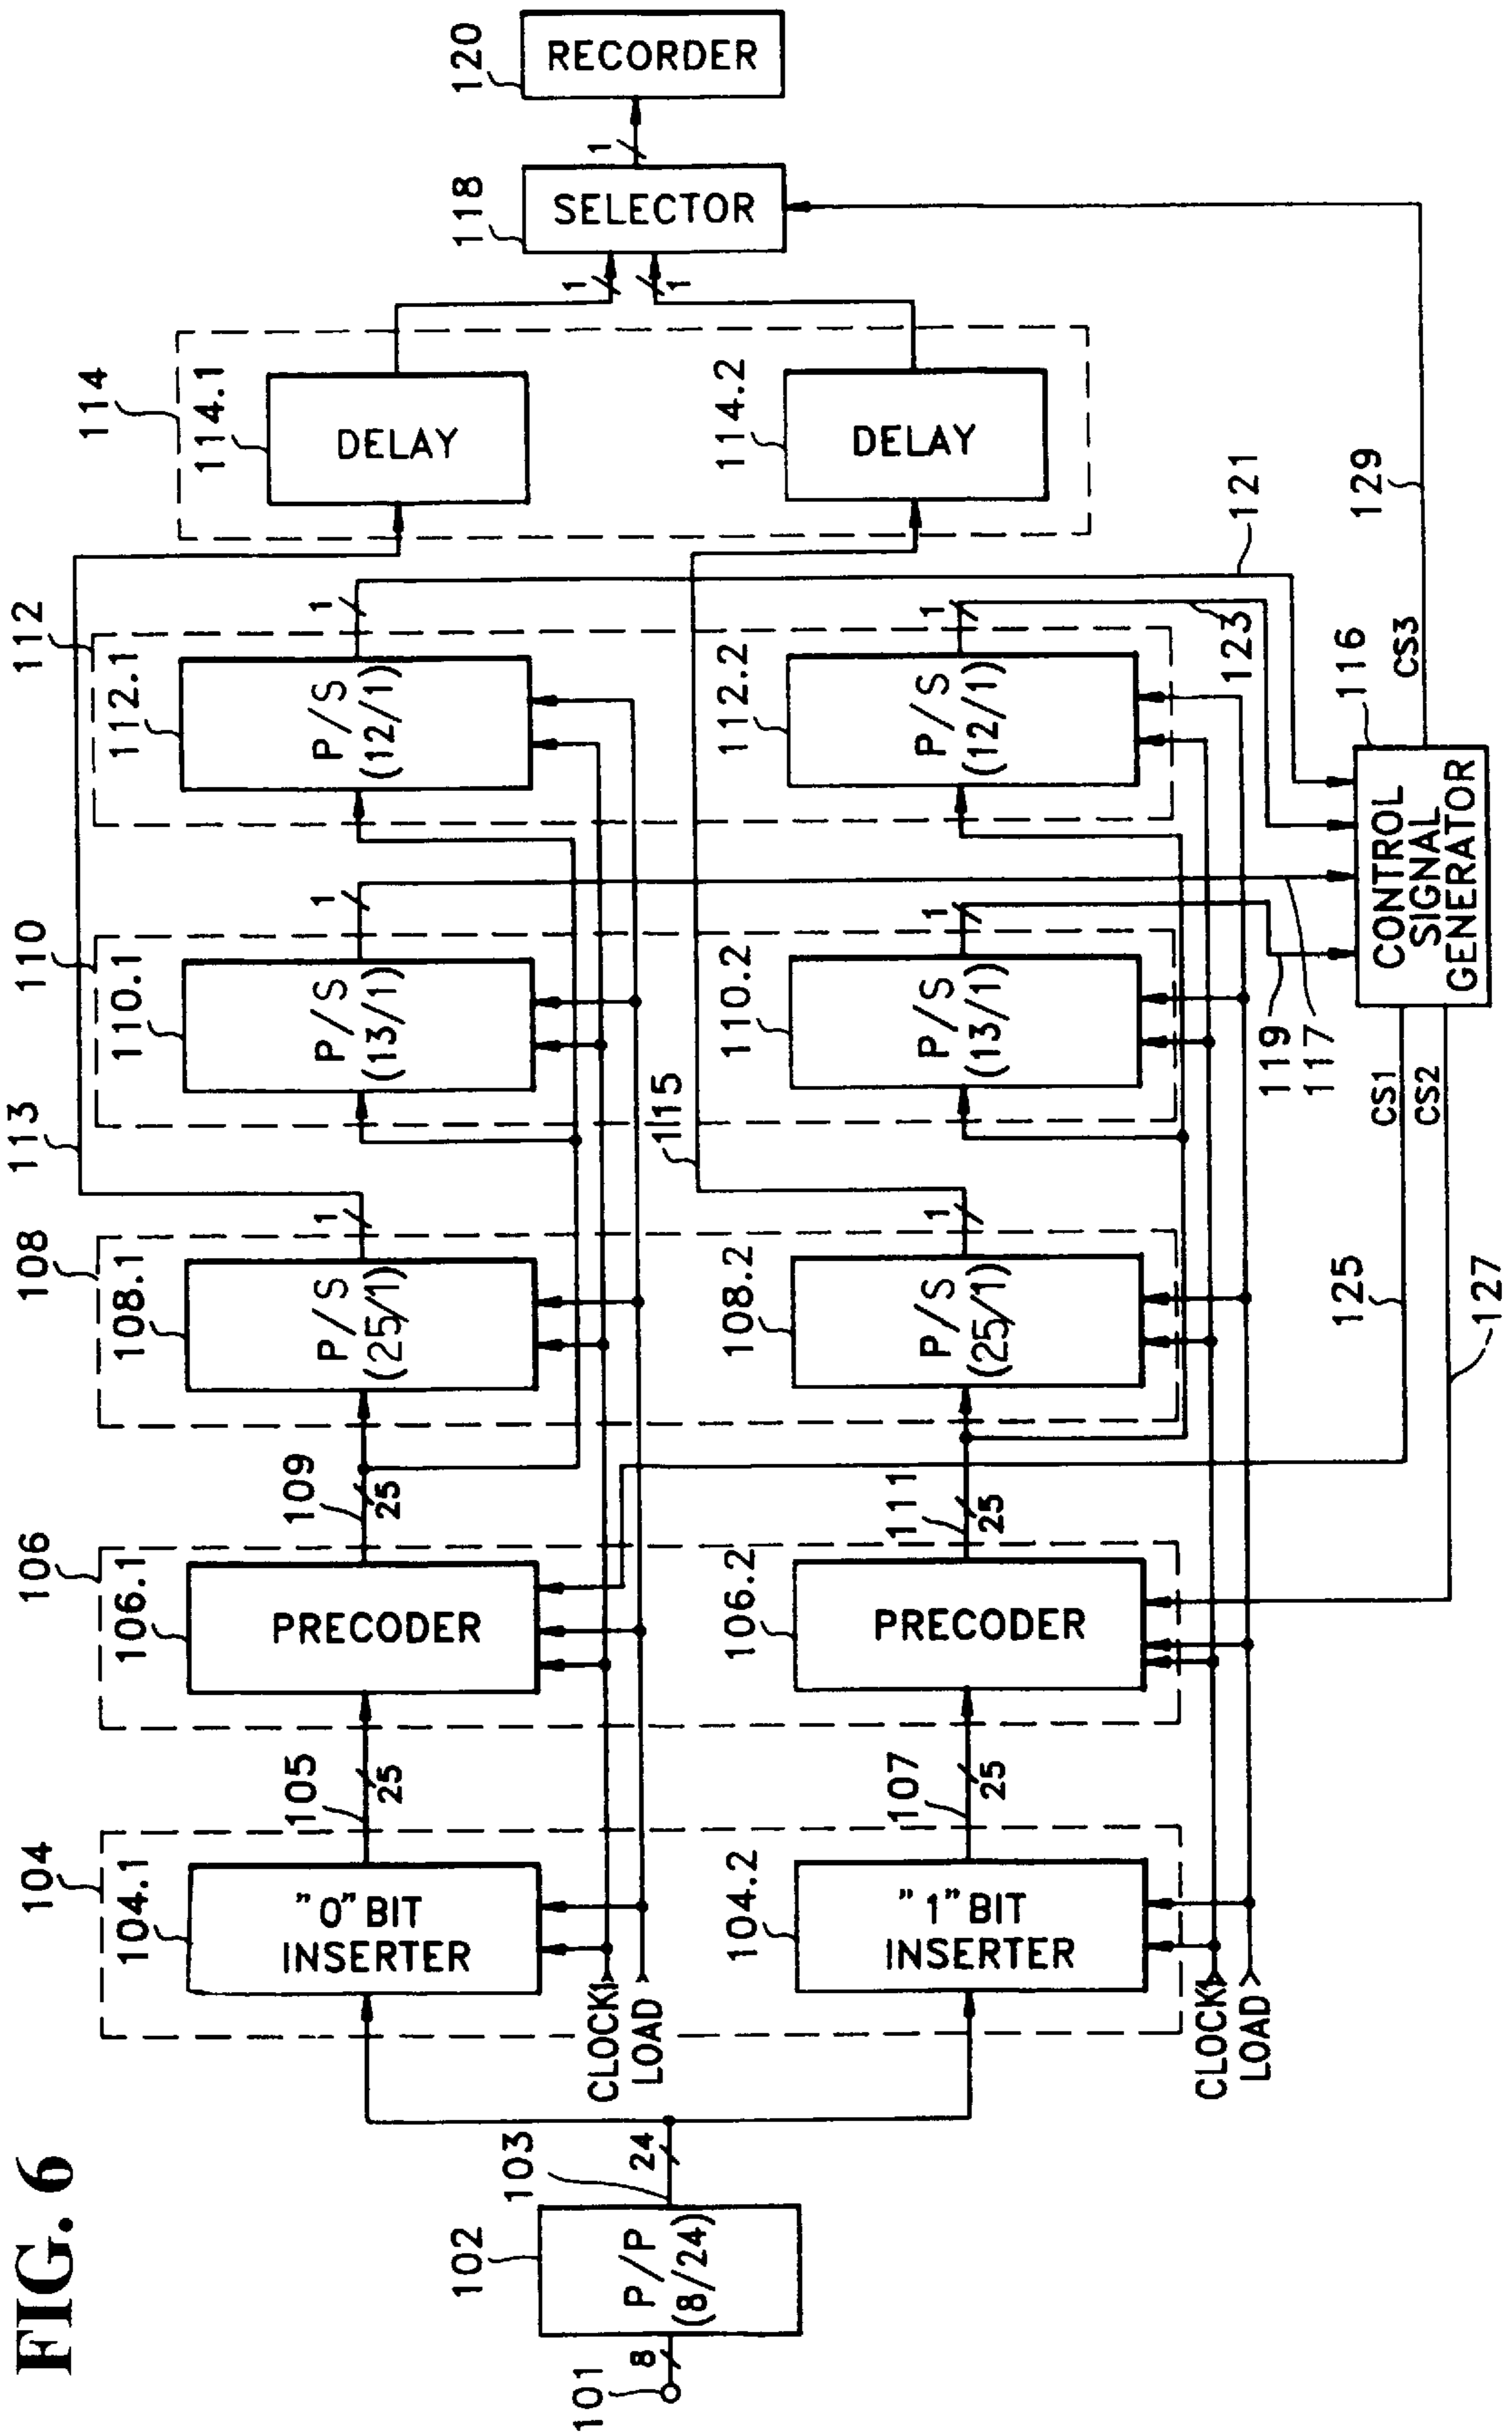 FIG. 6
101
8
102
P/P
(8/24)
103
24
104
104.1
"0" BIT
INSERTER
CLOCK1
LOAD
104.2
"1" BIT
INSERTER
CLOCK1
LOAD
105
25
107
25
106
106.1
PRECODER
106.2
PRECODER
109
25
111
25
108
108.1
P/S
(25/1)
1
108.2
P/S
(25/1)
1
113
115
1
110
110.1
P/S
(13/1)
1
110.2
P/S
(13/1)
1
112
112.1
P/S
(12/1)
1
112.2
P/S
(12/1)
1
123
121
119
117
125
CS1
127
CS2
116
CONTROL
SIGNAL
GENERATOR
CS3
129
114
114.1
DELAY
114.2
DELAY
1
1
118
SELECTOR
1
120
RECORDER